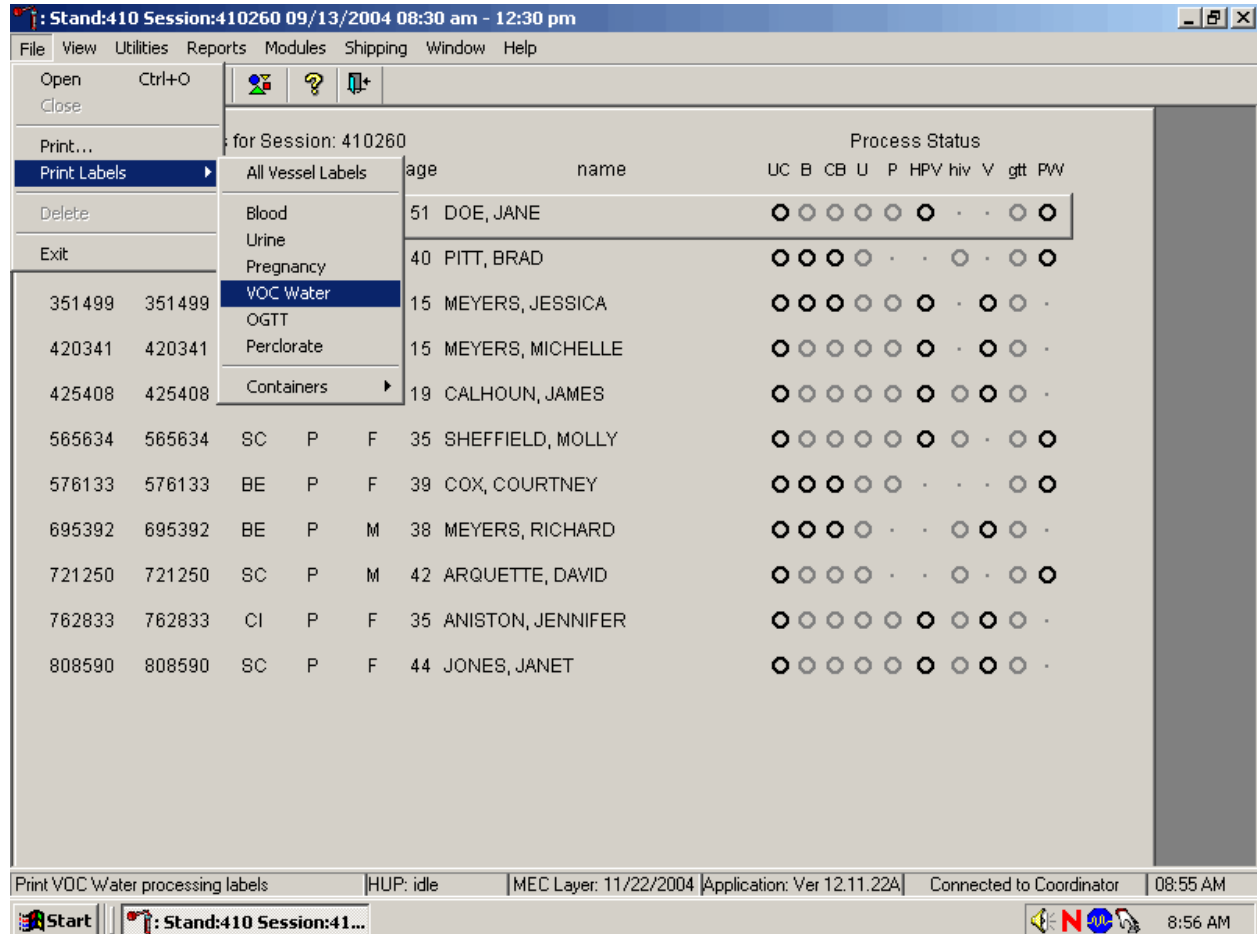 : Stand:410 Session:410260 09/13/2004 08:30 am - 12:30 pm
File View Utilities Reports Modules Shipping Window Help
Open Ctrl+O
Close
Print...
Print Labels
Delete
Exit
All Vessel Labels
Blood
Urine
Pregnancy
VOC Water
OGTT
Perclorate
Containers
for Session: 410260 Process Status
age name UC B CB U P HPV hiv V gtt PW
51 DOE, JANE
40 PITT, BRAD
351499 351499 15 MEYERS, JESSICA
420341 420341 15 MEYERS, MICHELLE
425408 425408 19 CALHOUN, JAMES
565634 565634 SC P F 35 SHEFFIELD, MOLLY
576133 576133 BE P F 39 COX, COURTNEY
695392 695392 BE P M 38 MEYERS, RICHARD
721250 721250 SC P M 42 ARQUETTE, DAVID
762833 762833 CI P F 35 ANISTON, JENNIFER
808590 808590 SC P F 44 JONES, JANET
Print VOC Water processing labels HUP: idle MEC Layer: 11/22/2004 Application: Ver 12.11.22A Connected to Coordinator 08:55 AM
Start : Stand:410 Session:41... N 8:56 AM